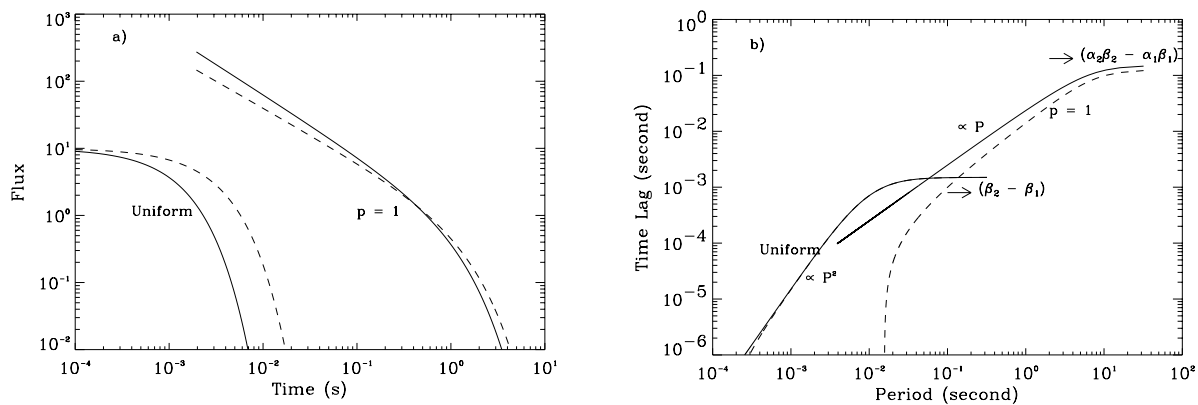 a)
10³
10²
10¹
10⁰
10⁻¹
10⁻²
Flux
Uniform
p = 1
10⁻⁴
10⁻³
10⁻²
10⁻¹
10⁰
10¹
Time (s)
b)
10⁰
10⁻¹
10⁻²
10⁻³
10⁻⁴
10⁻⁵
10⁻⁶
Time Lag (second)
→ (α₂β₂ − α₁β₁)
p = 1
∝ P
→ (β₂ − β₁)
Uniform
∝ P²
10⁻⁴
10⁻³
10⁻²
10⁻¹
10⁰
10¹
10²
Period (second)